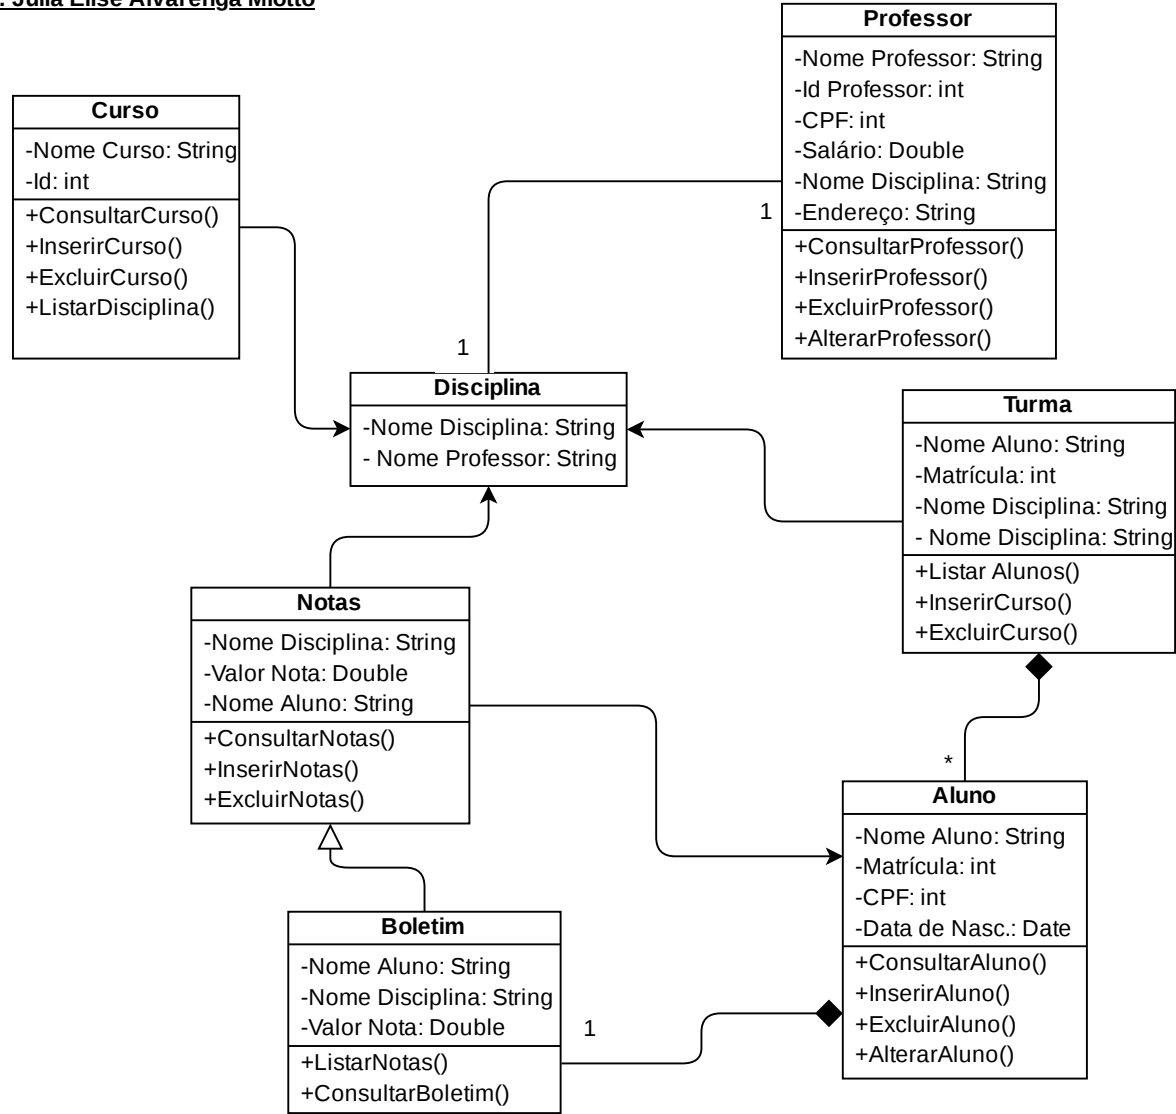 : Julia Elise Alvarenga Miotto
Professor
-Nome Professor: String
-Id Professor: int
-CPF: int
-Salário: Double
-Nome Disciplina: String
-Endereço: String
+ConsultarProfessor()
+InserirProfessor()
+ExcluirProfessor()
+AlterarProfessor()
Curso
-Nome Curso: String
-Id: int
+ConsultarCurso()
+InserirCurso()
+ExcluirCurso()
+ListarDisciplina()
1
1
Disciplina
-Nome Disciplina: String
- Nome Professor: String
Turma
-Nome Aluno: String
-Matrícula: int
-Nome Disciplina: String
- Nome Disciplina: String
+Listar Alunos()
+InserirCurso()
+ExcluirCurso()
Notas
-Nome Disciplina: String
-Valor Nota: Double
-Nome Aluno: String
+ConsultarNotas()
+InserirNotas()
+ExcluirNotas()
*
Aluno
-Nome Aluno: String
-Matrícula: int
-CPF: int
-Data de Nasc.: Date
+ConsultarAluno()
+InserirAluno()
+ExcluirAluno()
+AlterarAluno()
Boletim
-Nome Aluno: String
-Nome Disciplina: String
-Valor Nota: Double
+ListarNotas()
+ConsultarBoletim()
1